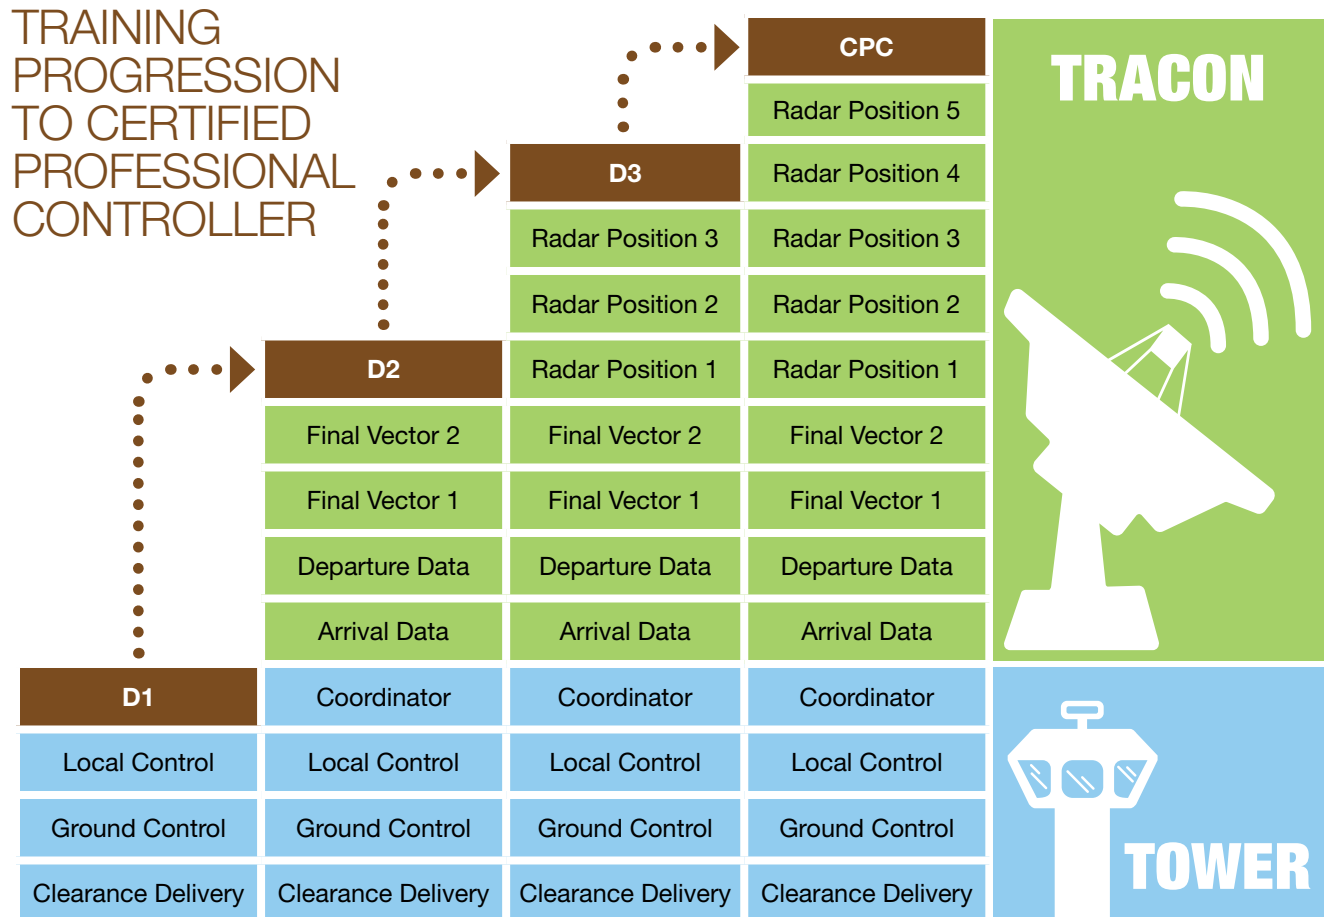 TRAINING
PROGRESSION
TO CERTIFIED
PROFESSIONAL
CONTROLLER
CPC
TRACON
Radar Position 5
D3
Radar Position 4
Radar Position 3
Radar Position 3
Radar Position 2
Radar Position 2
D2
Radar Position 1
Radar Position 1
Final Vector 2
Final Vector 2
Final Vector 2
Final Vector 1
Final Vector 1
Final Vector 1
Departure Data
Departure Data
Departure Data
Arrival Data
Arrival Data
Arrival Data
D1
Coordinator
Coordinator
Coordinator
Local Control
Local Control
Local Control
Local Control
Ground Control
Ground Control
Ground Control
Ground Control
TOWER
Clearance Delivery
Clearance Delivery
Clearance Delivery
Clearance Delivery